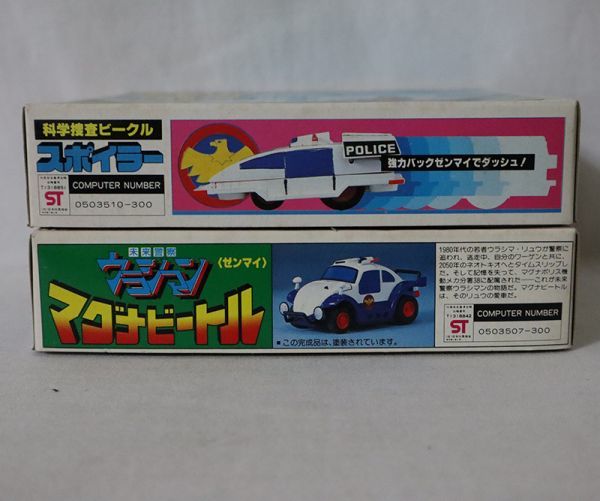 科学捜査ビークル
スポイラー
ST
COMPUTER NUMBER
0503510-300
POLICE
強力バックゼンマイでダッシュ!
未来警察
ウラシマン
〈ゼンマイ〉
マグナビートル
■この完成品は、塗装されています。
1980年代の若者ウラシマ・リュウが警察に
追われ、逃走中、自分のワーゲンと共に、
2050年のネオトキオへとタイムスリップし
た。そして記憶を失って、マグナポリス機
動メカ分署38に配属された——これが未来
警察ウラシマンの物語だ。マグナビートル
は、そのリュウの愛車だ。
ST
COMPUTER NUMBER
0503507-300